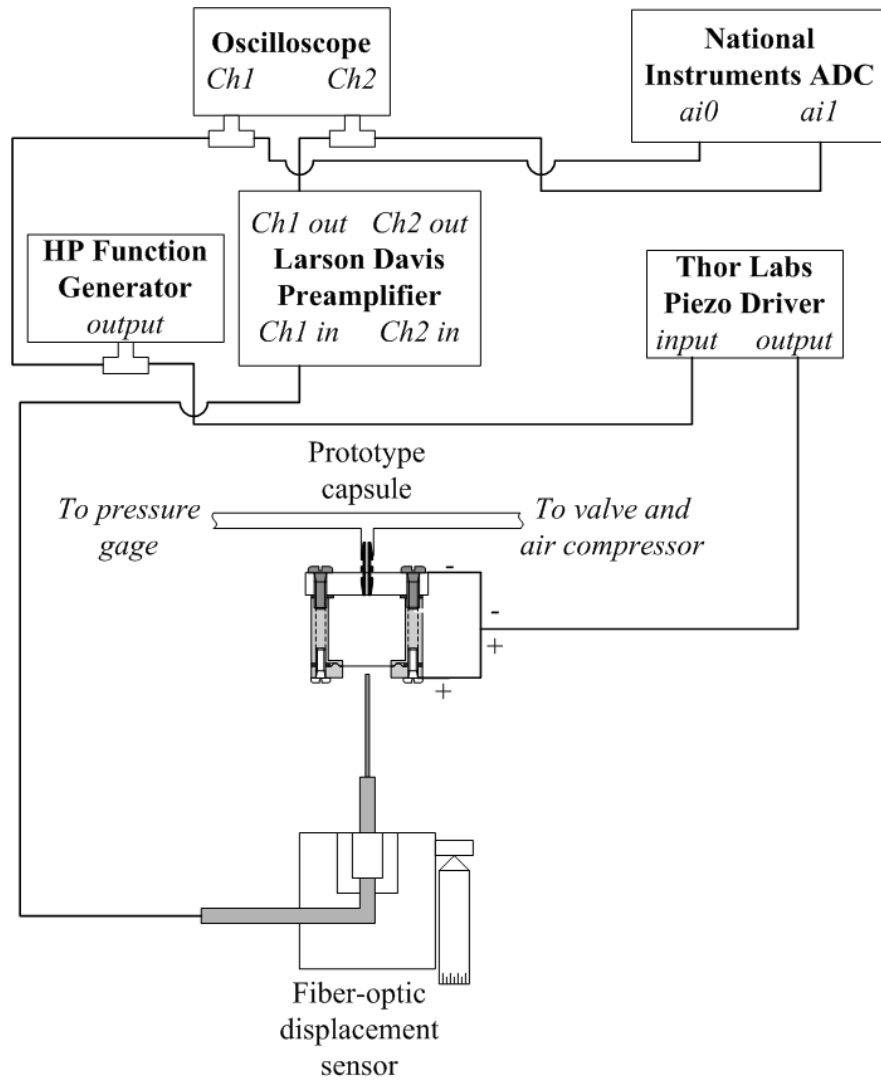 Oscilloscope
Ch1 Ch2
National
Instruments ADC
ai0 ai1
HP Function
Generator
output
Ch1 out Ch2 out
Larson Davis
Preamplifier
Ch1 in Ch2 in
Thor Labs
Piezo Driver
input output
Prototype
capsule
To pressure
gage
To valve and
air compressor
-
-
+
+
Fiber-optic
displacement
sensor